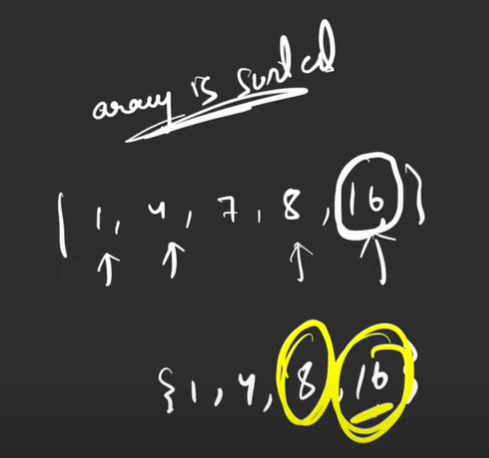 array is sorted
[ 1, 4, 7, 8, 16 ]
{ 1, 4, 8, 16 }